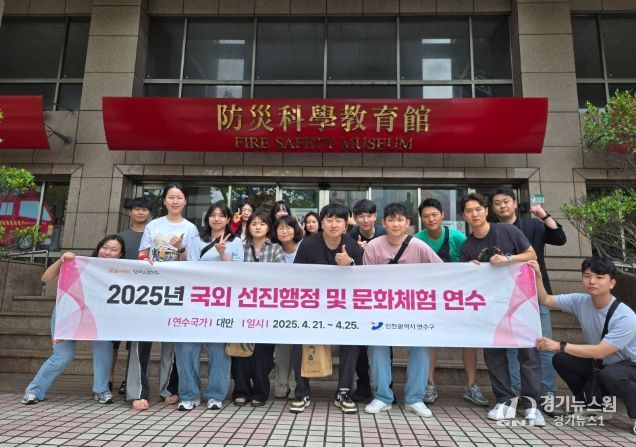 防災科學教育館
FIRE SAFETY MUSEUM
2025년 국외 선진행정 및 문화체험 연수
| 연수국가 | 대만 | 일시 | 2025. 4. 21. ~ 4. 25.
인천광역시 연수구
경기뉴스원
GN1 경기뉴스1